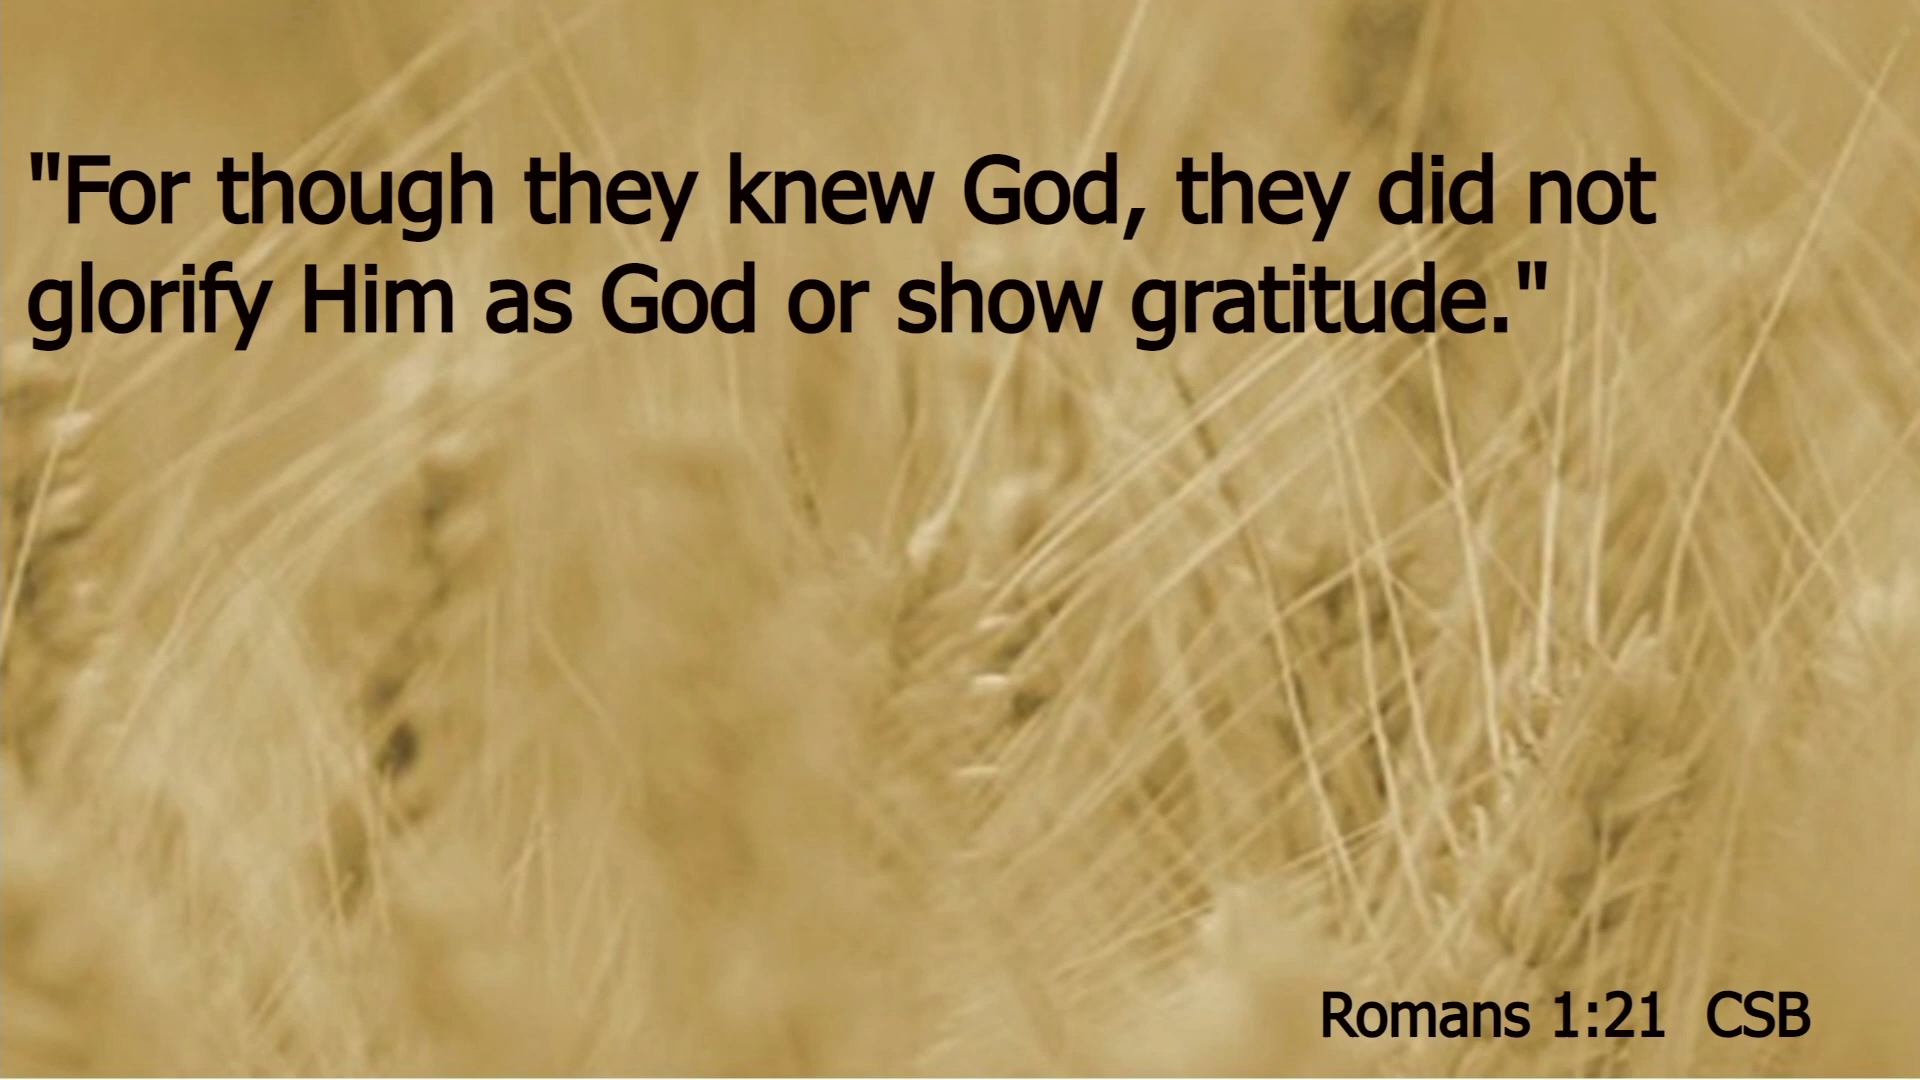 "For though they knew God, they did not
glorify Him as God or show gratitude."
Romans 1:21  CSB